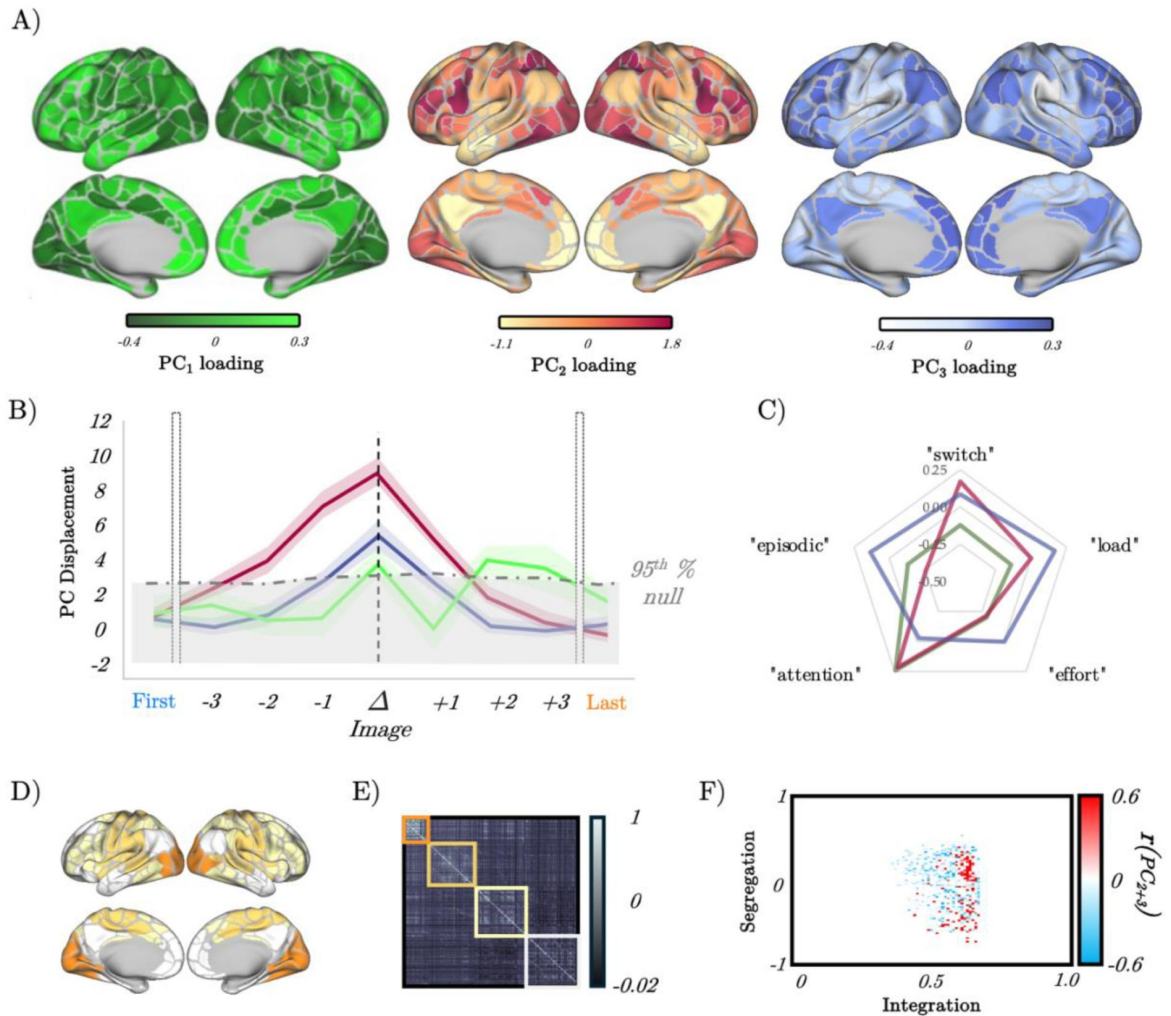 A)
-0.4 0 0.3
PC₁ loading
-1.1 0 1.8
PC₂ loading
-0.4 0 0.3
PC₃ loading
B)
12
10
8
6
4
2
0
-2
PC Displacement
95th %
null
First -3 -2 -1 Δ +1 +2 +3 Last
Image
C)
"switch"
0.25
0.00
-0.25
-0.50
"episodic"
"load"
"attention"
"effort"
D)
E)
1
0
-0.02
F)
1
0
-1
Segregation
0 0.5 1.0
Integration
0.6
0
-0.6
r(PC₂₊₃)